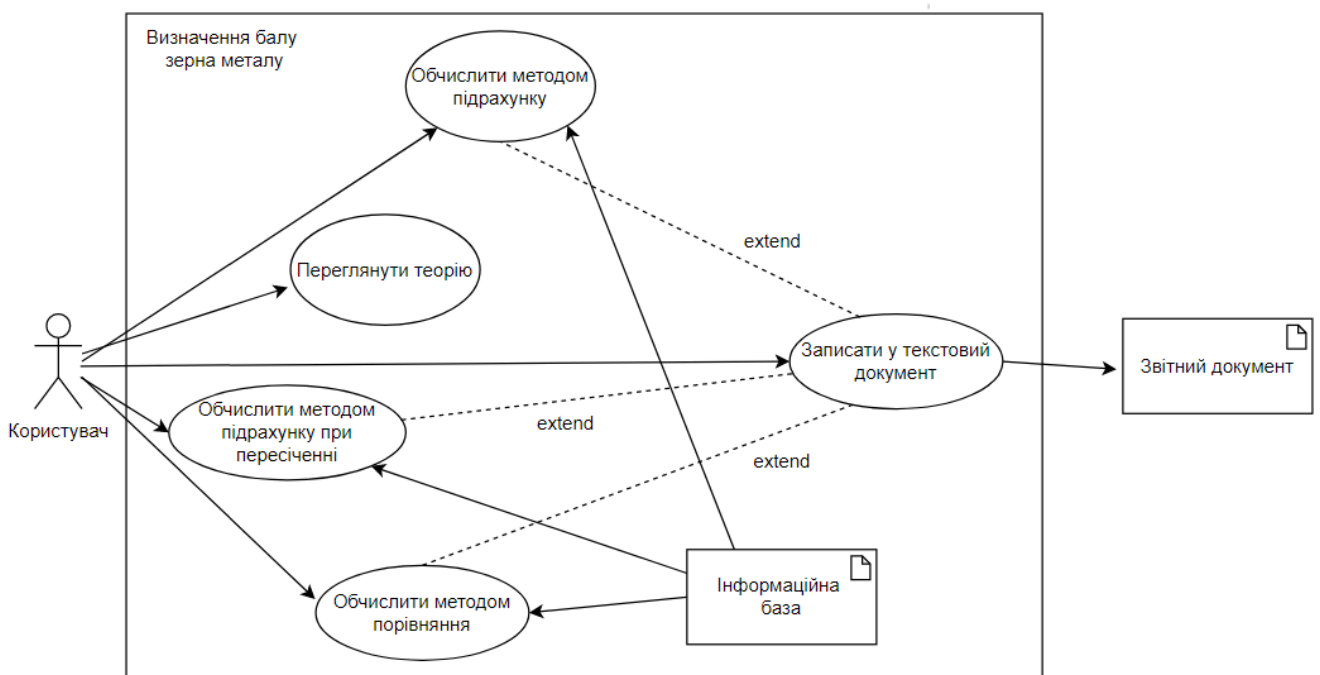 Визначення балу
зерна металу
Обчислити методом
підрахунку
extend
Переглянути теорію
Записати у текстовий
документ
Звітний документ
Користувач
Обчислити методом
підрахунку при
пересіченні
extend
extend
Інформаційна
база
Обчислити методом
порівняння